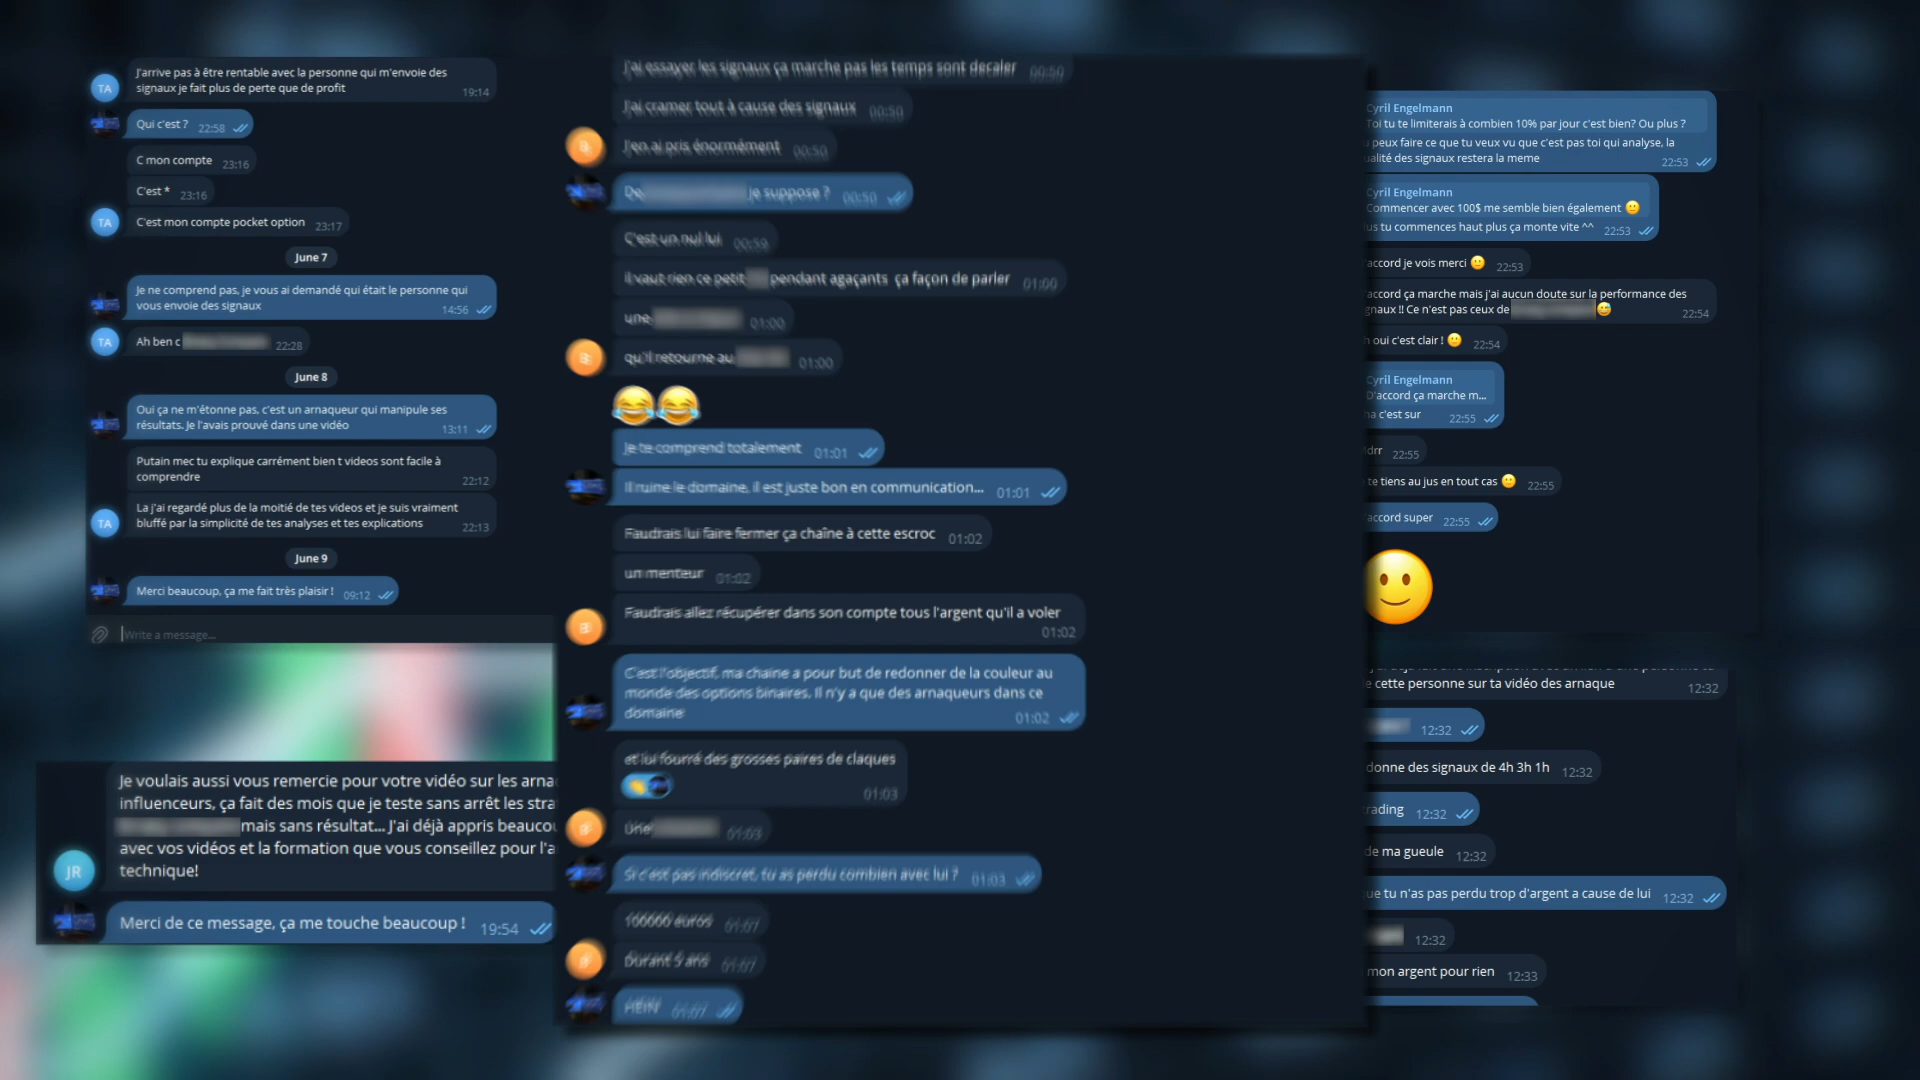 J'arrive pas à être rentable avec la personne qui m'envoie des
signaux je fait plus de perte que de profit
19:14
TA
Qui c'est ? 22:58
C mon compte 23:16
C'est * 23:16
TA
C'est mon compte pocket option 23:17
June 7
Je ne comprend pas, je vous ai demandé qui était le personne qui
vous envoie des signaux
14:56
TA
Ah ben c
22:28
June 8
Oui ça ne m'étonne pas, c'est un arnaqueur qui manipule ses
résultats. Je l'avais prouvé dans une vidéo
13:11
Putain mec tu explique carrément bien t videos sont facile à
comprendre
22:12
La j'ai regardé plus de la moitié de tes videos et je suis vraiment
bluffé par la simplicité de tes analyses et tes explications
22:13
TA
June 9
Merci beaucoup, ça me fait très plaisir ! 09:12
Write a message...
Je voulais aussi vous remercie pour votre vidéo sur les arna
influenceurs, ça fait des mois que je teste sans arrêt les stra
mais sans résultat... J'ai déjà appris beaucou
avec vos vidéos et la formation que vous conseillez pour l'a
technique!
JR
Merci de ce message, ça me touche beaucoup ! 19:54
j'ai essayer les signaux ça marche pas les temps sont decaler 00:50
J'ai cramer tout à cause des signaux 00:50
J'en ai pris énormément 00:50
De je suppose ? 00:50
C'est un nul lui 00:59
il vaut rien ce petit pendant agaçants ça façon de parler 01:00
une 01:00
qu'il retourne au 01:00
Je te comprend totalement 01:01
Il ruine le domaine, il est juste bon en communication... 01:01
Faudrais lui faire fermer ça chaîne à cette escroc 01:02
un menteur 01:02
Faudrais allez récupérer dans son compte tous l'argent qu'il a voler
01:02
C'est l'objectif, ma chaine a pour but de redonner de la couleur au
monde des options binaires. Il n'y a que des arnaqueurs dans ce
domaine
01:02
et lui fourré des grosses paires de claques
01:03
Une 01:03
Si c'est pas indiscret, tu as perdu combien avec lui ? 01:03
100000 euros 01:07
Durant 5 ans 01:07
HEIN 01:07
Cyril Engelmann
Toi tu te limiterais à combien 10% par jour c'est bien? Ou plus ?
peux faire ce que tu veux vu que c'est pas toi qui analyse, la
ualité des signaux restera la meme
22:53
Cyril Engelmann
Commencer avec 100$ me semble bien également
us tu commences haut plus ça monte vite ^^ 22:53
accord je vois merci 22:53
accord ça marche mais j'ai aucun doute sur la performance des
gnaux !! Ce n'est pas ceux de
22:54
oui c'est clair ! 22:54
Cyril Engelmann
D'accord ça marche m...
a c'est sur 22:55
drr 22:55
te tiens au jus en tout cas 22:55
accord super 22:55
e cette personne sur ta vidéo des arnaque
12:32
12:32
donne des signaux de 4h 3h 1h 12:32
rading 12:32
de ma gueule 12:32
ue tu n'as pas perdu trop d'argent a cause de lui 12:32
12:32
mon argent pour rien 12:33